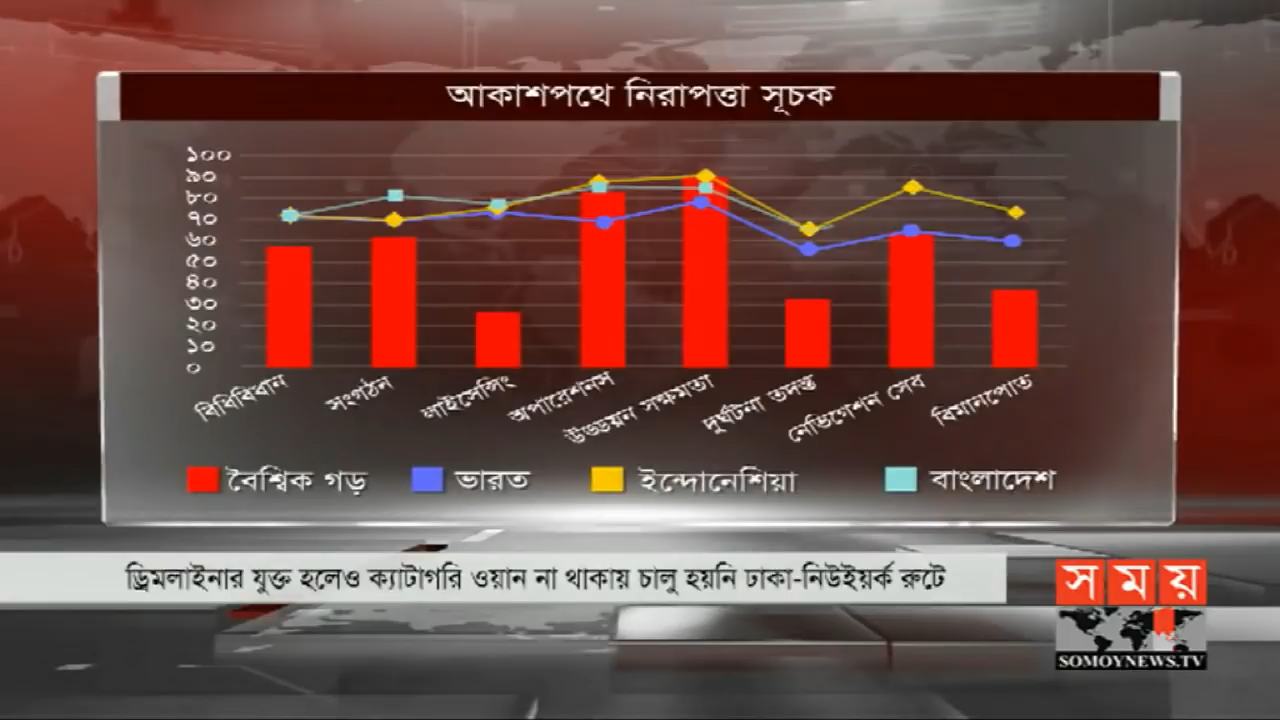 আকাশপথে নিরাপত্তা সূচক
১০০
৯০
৮০
৭০
৬০
৫০
৪০
৩০
২০
১০
০
বিধিবিধান
সংগঠন
লাইসেন্সিং
অপারেশনস
উড্ডয়ন সক্ষমতা
দুর্ঘটনা তদন্ত
নেভিগেশন সেব
বিমানপোত
বৈশ্বিক গড় ভারত ইন্দোনেশিয়া বাংলাদেশ
ড্রিমলাইনার যুক্ত হলেও ক্যাটাগরি ওয়ান না থাকায় চালু হয়নি ঢাকা-নিউইয়র্ক রুটে
সময়
SOMOYNEWS.TV